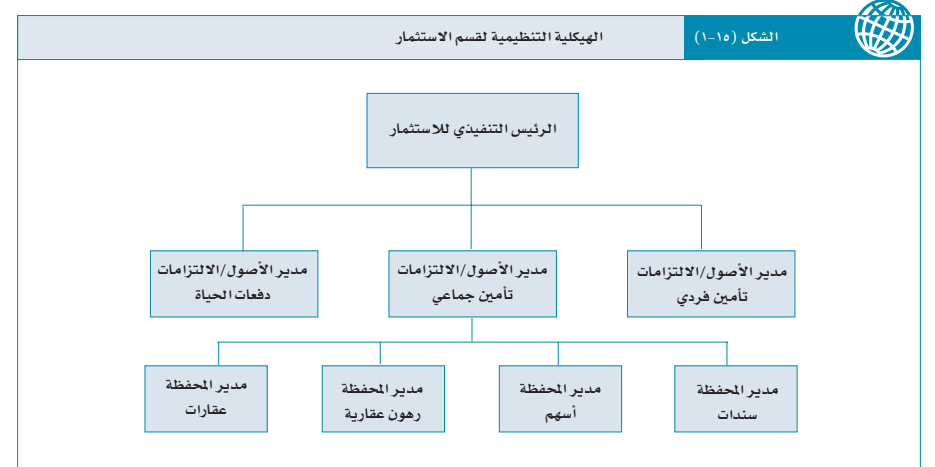 الشكل (١٥-١)
الهيكلية التنظيمية لقسم الاستثمار
الرئيس التنفيذي للاستثمار
مدير الأصول/الالتزامات
تأمين فردي
مدير الأصول/الالتزامات
تأمين جماعي
مدير الأصول/الالتزامات
دفعات الحياة
مدير المحفظة
سندات
مدير المحفظة
أسهم
مدير المحفظة
رهون عقارية
مدير المحفظة
عقارات